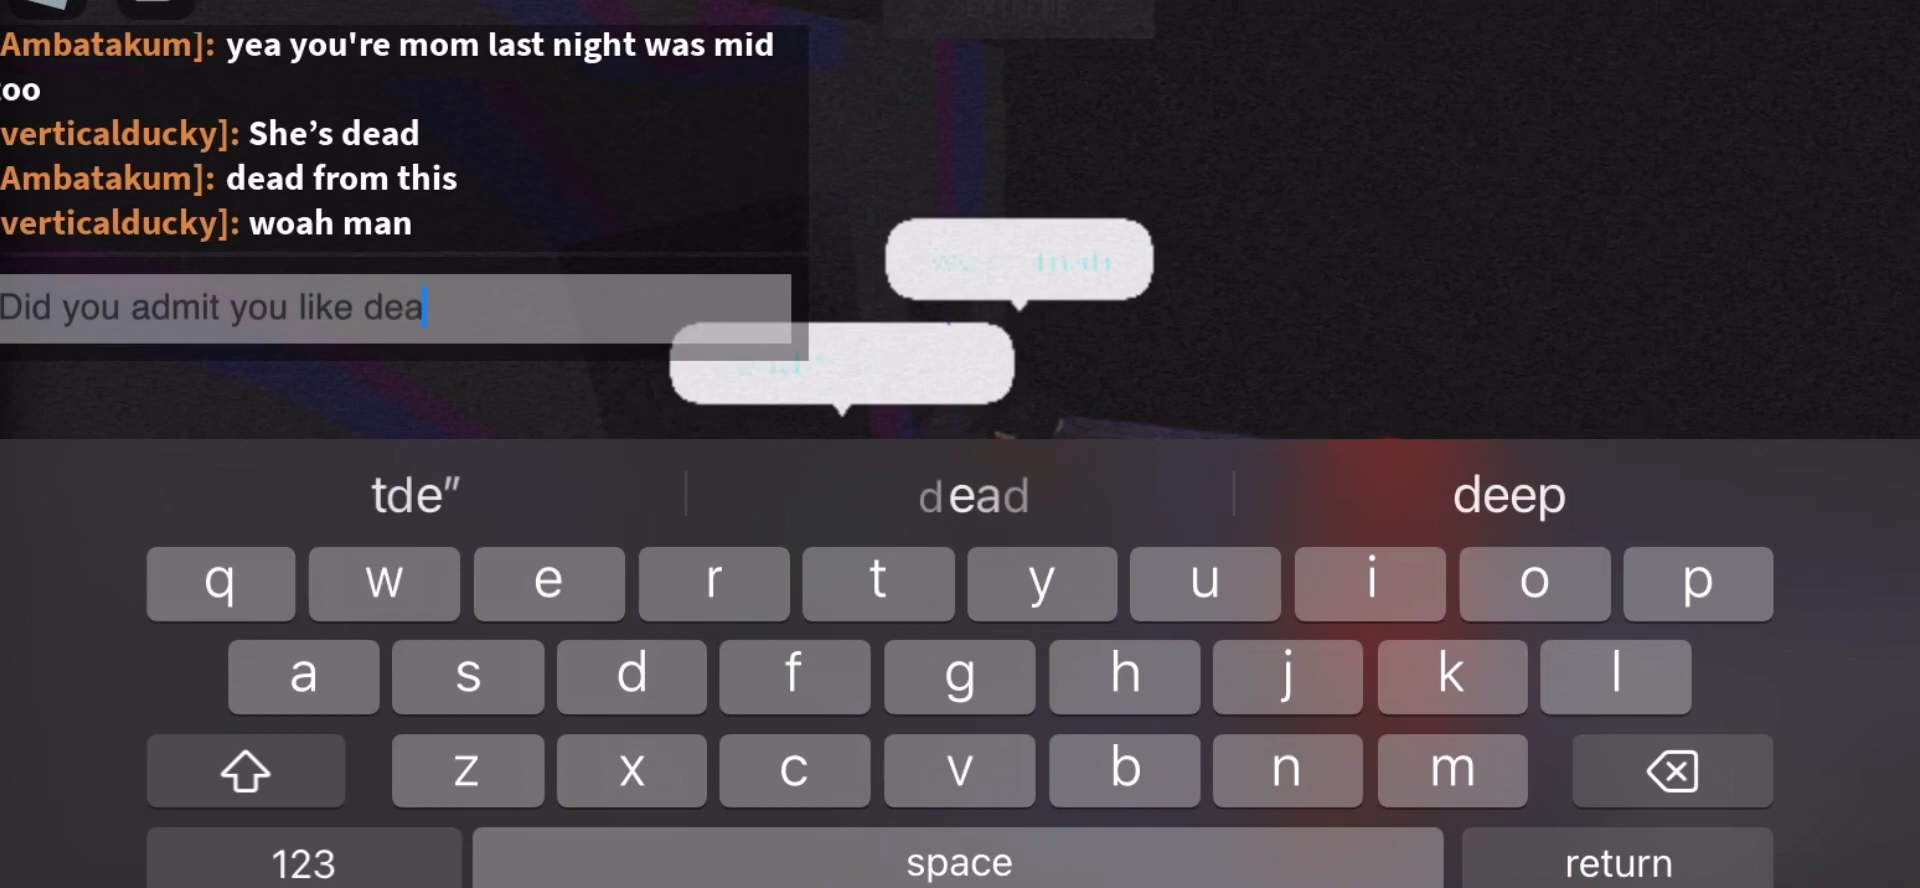 Ambatakum]: yea you're mom last night was mid
too
verticalducky]: She’s dead
Ambatakum]: dead from this
verticalducky]: woah man
Did you admit you like dea
tde” dead deep
q w e r t y u i o p
a s d f g h j k l
z x c v b n m
123 space return